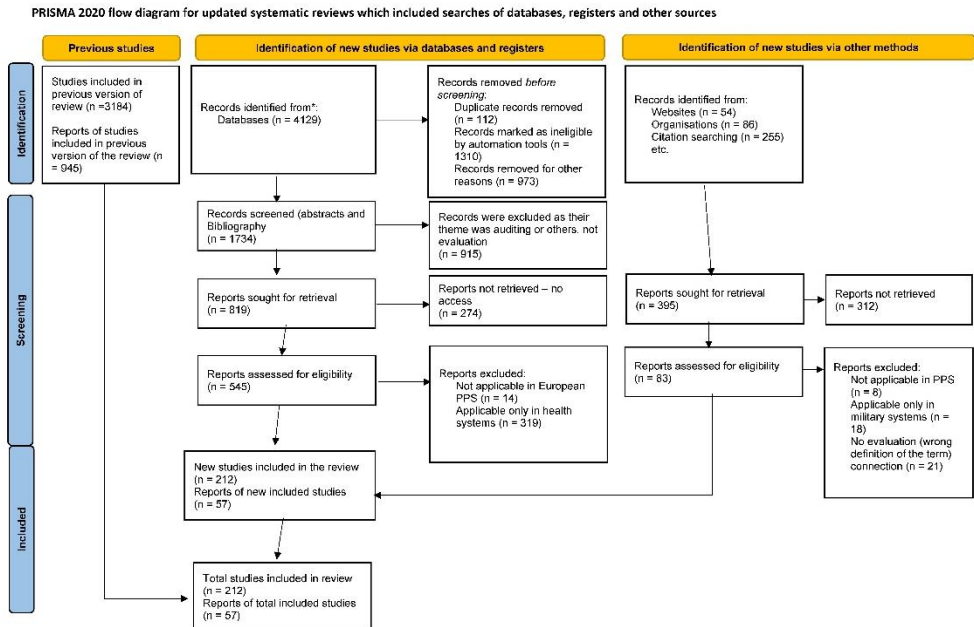 PRISMA 2020 flow diagram for updated systematic reviews which included searches of databases, registers and other sources
Previous studies
Identification of new studies via databases and registers
Identification of new studies via other methods
Identification
Studies included in
previous version of
review (n =3184)
Reports of studies
included in previous
version of the review (n
= 945)
Records identified from*:
Databases (n = 4129)
Records removed before
screening:
Duplicate records removed
(n = 112)
Records marked as ineligible
by automation tools (n =
1310)
Records removed for other
reasons (n = 973)
Records identified from:
Websites (n = 54)
Organisations (n = 86)
Citation searching (n = 255)
etc.
Screening
Records screened (abstracts and
Bibliography
(n = 1734)
Records were excluded as their
theme was auditing or others. not
evaluation
(n = 915)
Reports sought for retrieval
(n = 819)
Reports not retrieved – no
access
(n = 274)
Reports sought for retrieval
(n = 395)
Reports not retrieved
(n = 312)
Reports assessed for eligibility
(n = 545)
Reports excluded:
Not applicable in European
PPS (n = 14)
Applicable only in health
systems (n = 319)
Reports assessed for eligibility
(n = 83)
Reports excluded:
Not applicable in PPS
(n = 8)
Applicable only in
military systems (n =
18)
No evaluation (wrong
definition of the term)
connection (n = 21)
Included
New studies included in the review
(n = 212)
Reports of new included studies
(n = 57)
Total studies included in review
(n = 212)
Reports of total included studies
(n = 57)